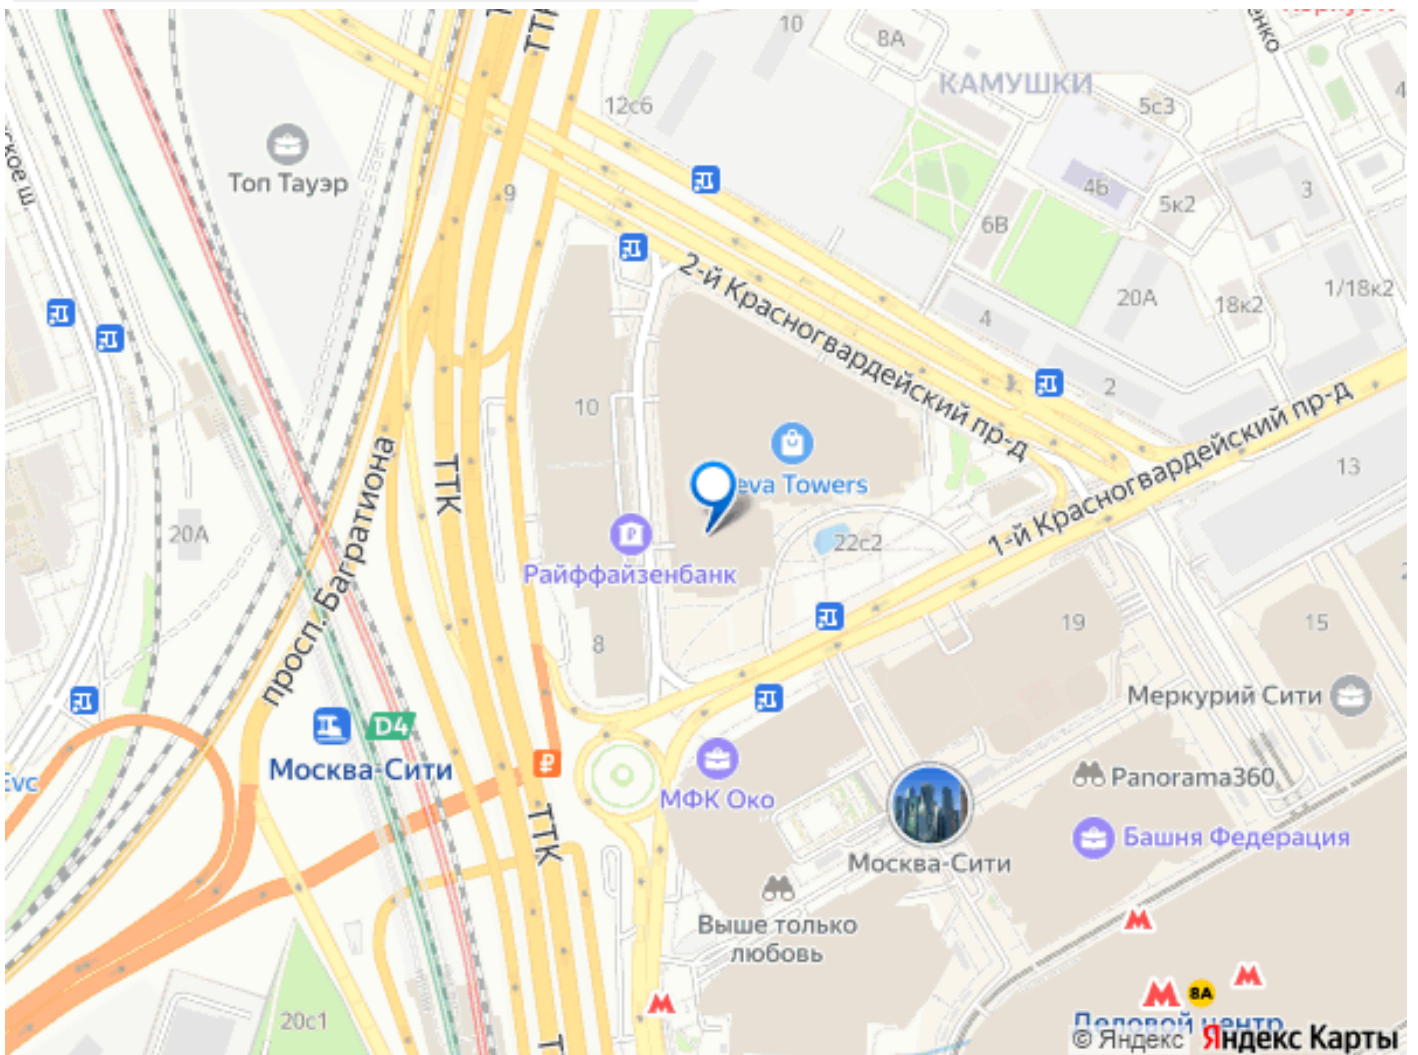 ТТК
10
8А
КАМУШКИ
12с6
5с3
Топ Тауэр
9
4Б
3
5к2
6В
2-й Красногвардейский пр-д
20А
18к2
1/18к2
4
2
10
1-й Красногвардейский пр-д
13
просп. Багратиона
ТТК
eva Towers
20А
22с2
Райффайзенбанк
8
19
15
Меркурий Сити
D4
Москва-Сити
₽
МФК Око
Panorama360
ТТК
Башня Федерация
Москва-Сити
Выше только
любовь
8А
20с1
Деловой центр
© Яндекс Яндекс Карты